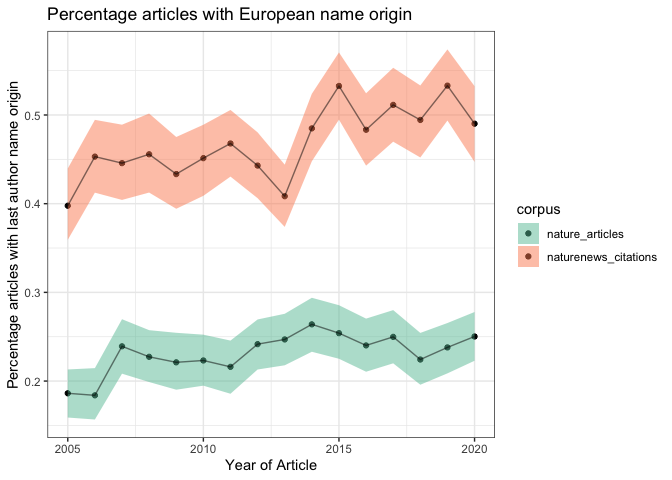 Percentage articles with European name origin
Percentage articles with last author name origin
0.5
0.4
0.3
0.2
2005
2010
2015
2020
Year of Article
corpus
nature_articles
naturenews_citations